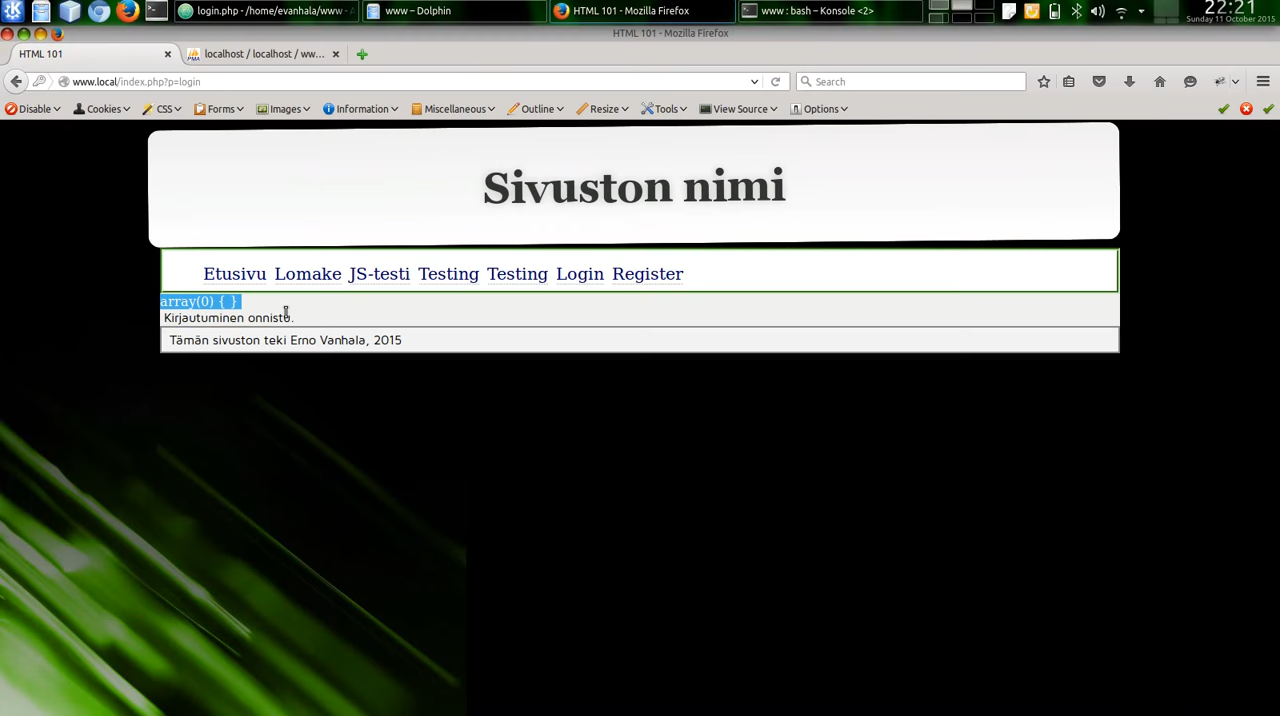 login.php - /home/evanhala/www -
www – Dolphin
HTML 101 - Mozilla Firefox
www : bash – Konsole <2>
22:21
Sunday 11 October 2015
HTML 101 - Mozilla Firefox
HTML 101
localhost / localhost / ww...
www.local/index.php?p=login
Search
Disable
Cookies
CSS
Forms
Images
Information
Miscellaneous
Outline
Resize
Tools
View Source
Options
Sivuston nimi
Etusivu Lomake JS-testi Testing Testing Login Register
array(0) { }
Kirjautuminen onnistu.
Tämän sivuston teki Erno Vanhala, 2015